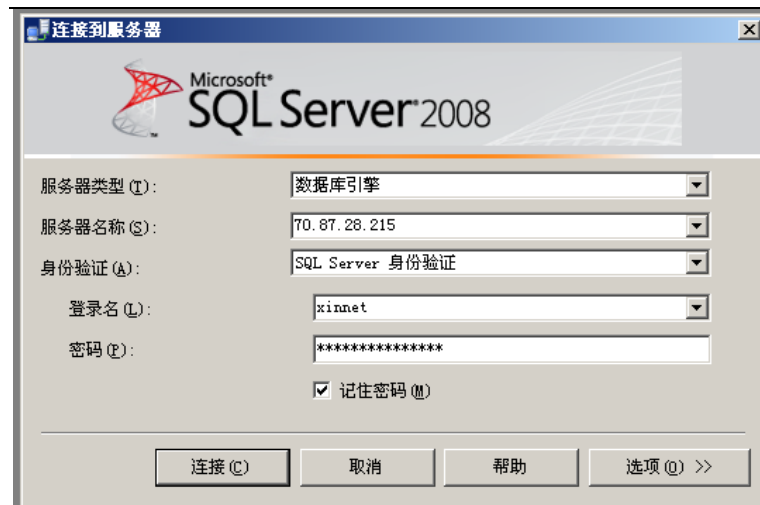 连接到服务器
Microsoft®
SQL Server® 2008
服务器类型(T): 数据库引擎
服务器名称(S): 70.87.28.215
身份验证(A): SQL Server 身份验证
登录名(L): xinnet
密码(P): ***************
记住密码(M)
连接(C) 取消 帮助 选项(O) >>